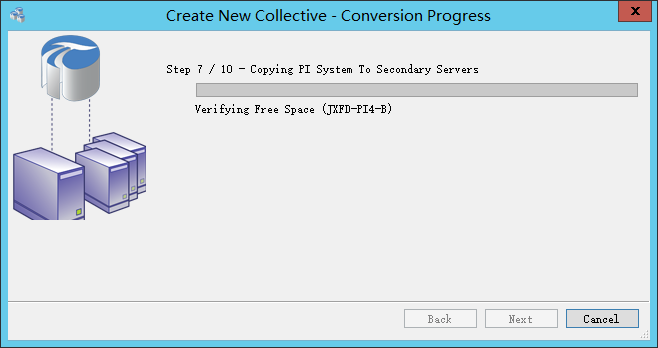 Create New Collective - Conversion Progress
Step 7 / 10 - Copying PI System To Secondary Servers
Verifying Free Space (JXFD-PI4-B)
Back
Next
Cancel